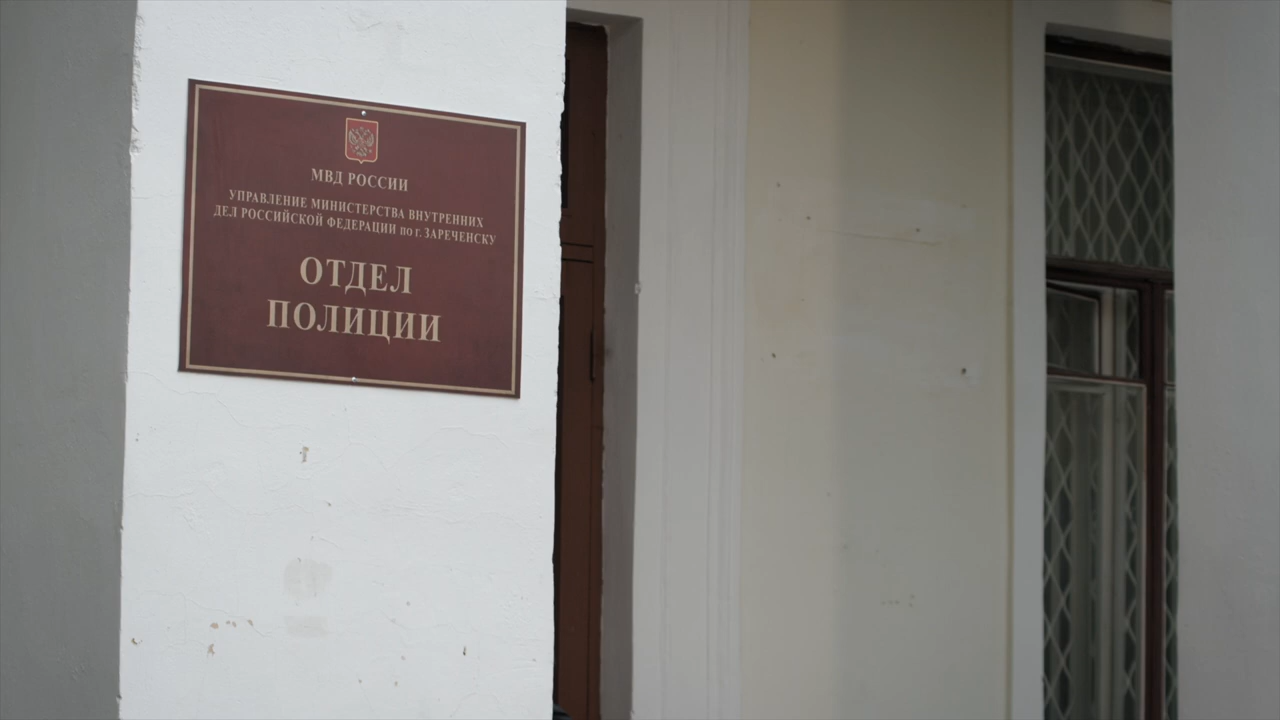 МВД РОССИИ
УПРАВЛЕНИЕ МИНИСТЕРСТВА ВНУТРЕННИХ
ДЕЛ РОССИЙСКОЙ ФЕДЕРАЦИИ по г. ЗАРЕЧЕНСКУ
ОТДЕЛ
ПОЛИЦИИ